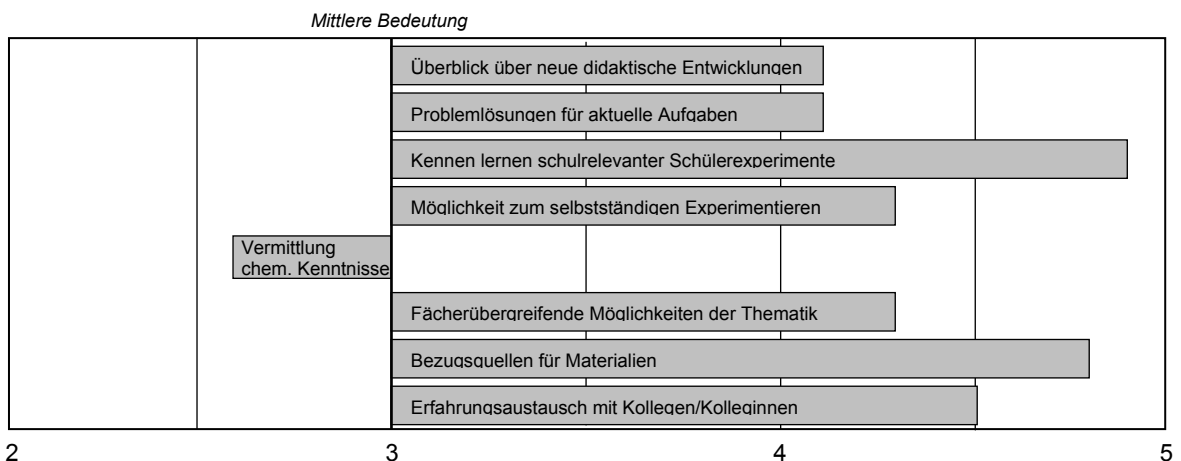 Mittlere Bedeutung
Überblick über neue didaktische Entwicklungen
Problemlösungen für aktuelle Aufgaben
Kennen lernen schulrelevanter Schülerexperimente
Möglichkeit zum selbstständigen Experimentieren
Vermittlung
chem. Kenntnisse
Fächerübergreifende Möglichkeiten der Thematik
Bezugsquellen für Materialien
Erfahrungsaustausch mit Kollegen/Kolleginnen
2 3 4 5